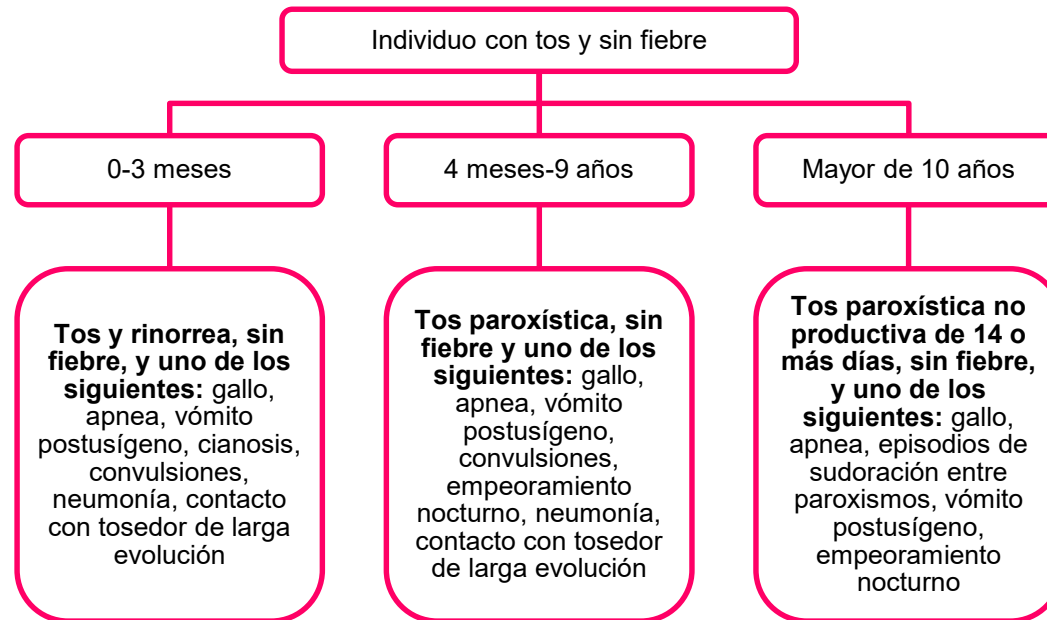 Individuo con tos y sin fiebre
0-3 meses
4 meses-9 años
Mayor de 10 años
Tos y rinorrea, sin
fiebre, y uno de los
siguientes: gallo,
apnea, vómito
postusígeno, cianosis,
convulsiones,
neumonía, contacto
con tosedor de larga
evolución
Tos paroxística, sin
fiebre y uno de los
siguientes: gallo,
apnea, vómito
postusígeno,
convulsiones,
empeoramiento
nocturno, neumonía,
contacto con tosedor
de larga evolución
Tos paroxística no
productiva de 14 o
más días, sin fiebre,
y uno de los
siguientes: gallo,
apnea, episodios de
sudoración entre
paroxismos, vómito
postusígeno,
empeoramiento
nocturno